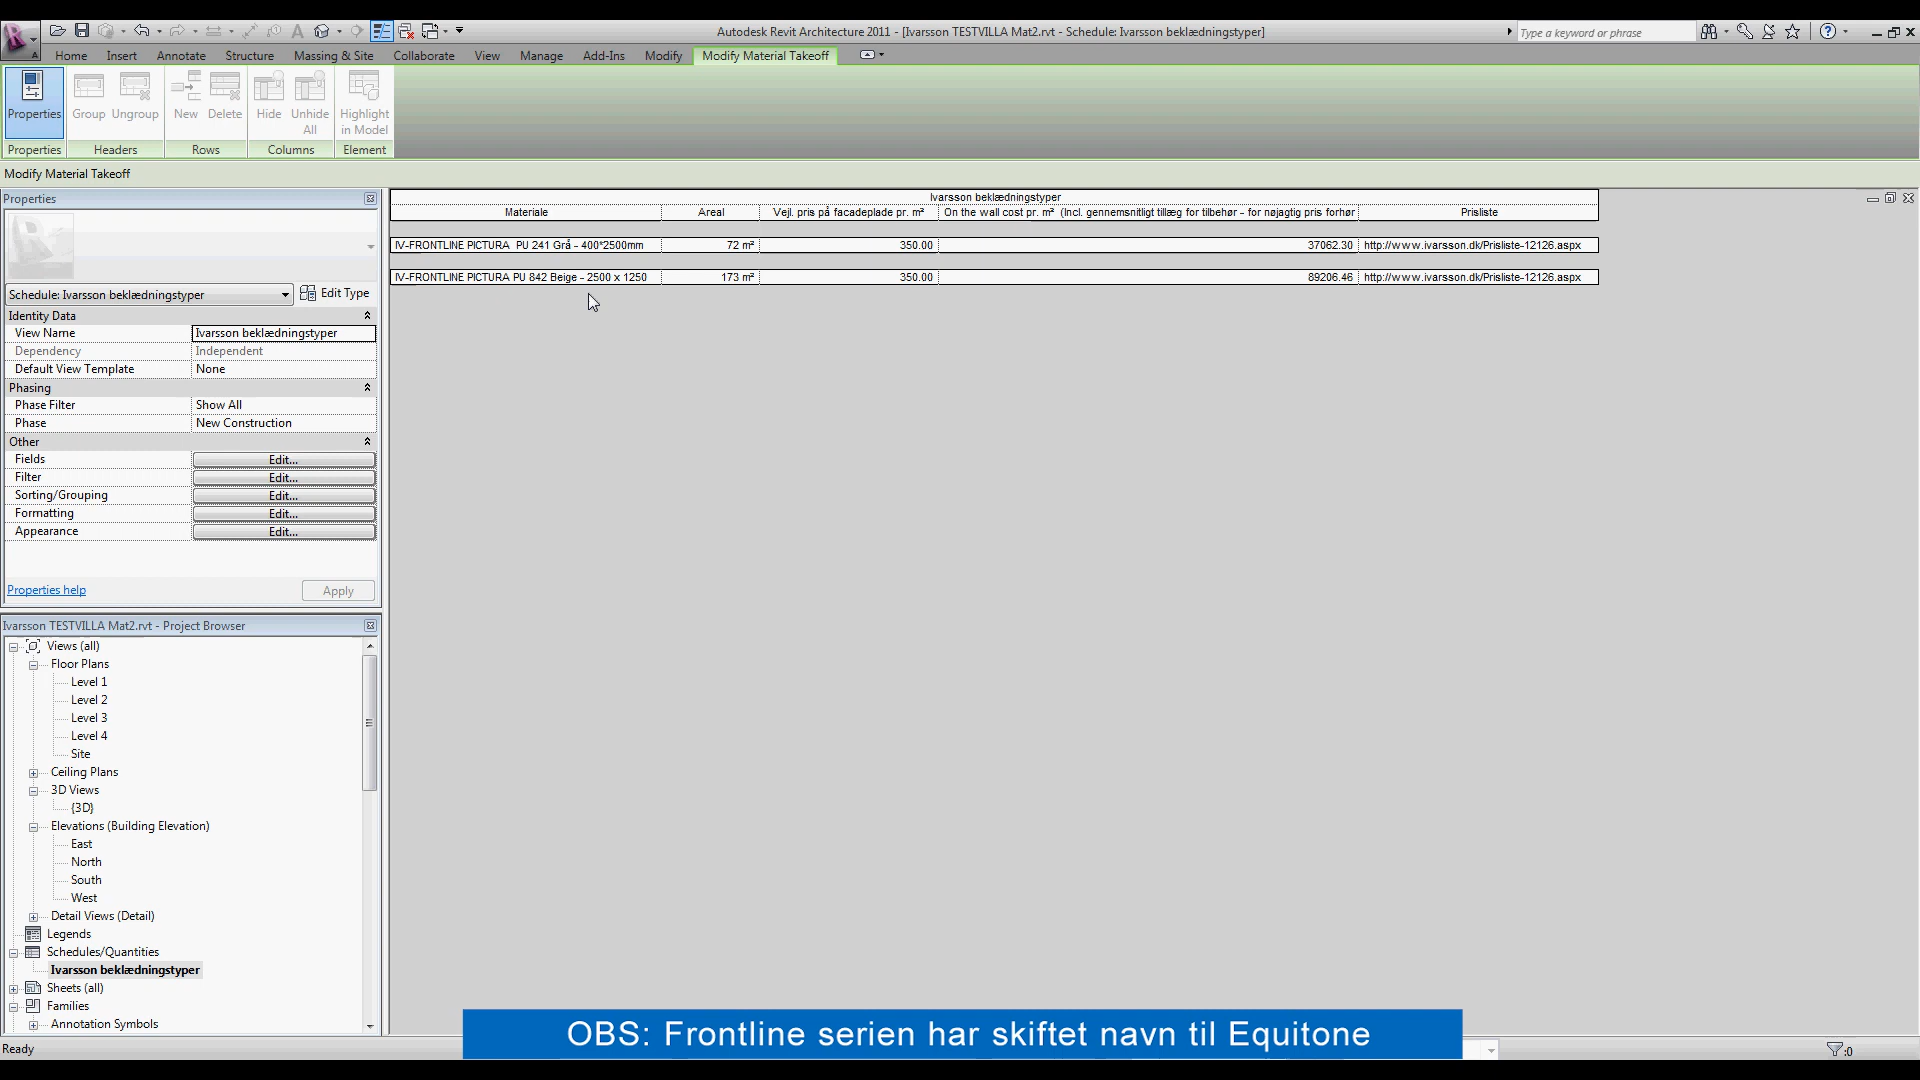 Autodesk Revit Architecture 2011 - [Ivarsson TESTVILLA Mat2.rvt - Schedule: Ivarsson beklædningstyper]
Type a keyword or phrase
Home Insert Annotate Structure Massing & Site Collaborate View Manage Add-Ins Modify Modify Material Takeoff
Properties Group Ungroup New Delete Hide Unhide All Highlight in Model
Properties Headers Rows Columns Element
Modify Material Takeoff
Properties
Schedule: Ivarsson beklædningstyper Edit Type
Identity Data
View Name Ivarsson beklædningstyper
Dependency Independent
Default View Template None
Phasing
Phase Filter Show All
Phase New Construction
Other
Fields Edit...
Filter Edit...
Sorting/Grouping Edit...
Formatting Edit...
Appearance Edit...
Properties help Apply
Ivarsson TESTVILLA Mat2.rvt - Project Browser
Views (all)
Floor Plans
Level 1
Level 2
Level 3
Level 4
Site
Ceiling Plans
3D Views
{3D}
Elevations (Building Elevation)
East
North
South
West
Detail Views (Detail)
Legends
Schedules/Quantities
Ivarsson beklædningstyper
Sheets (all)
Families
Annotation Symbols
Ivarsson beklædningstyper
Materiale Areal Vejl. pris på facadeplade pr. m² On the wall cost pr. m² (Incl. gennemsnitligt tillæg for tilbehør - for nøjagtig pris forhør Prisliste
IV-FRONTLINE PICTURA PU 241 Grå - 400*2500mm 72 m² 350.00 37062.30 http://www.ivarsson.dk/Prisliste-12126.aspx
IV-FRONTLINE PICTURA PU 842 Beige - 2500 x 1250 173 m² 350.00 89206.46 http://www.ivarsson.dk/Prisliste-12126.aspx
OBS: Frontline serien har skiftet navn til Equitone
Ready :0